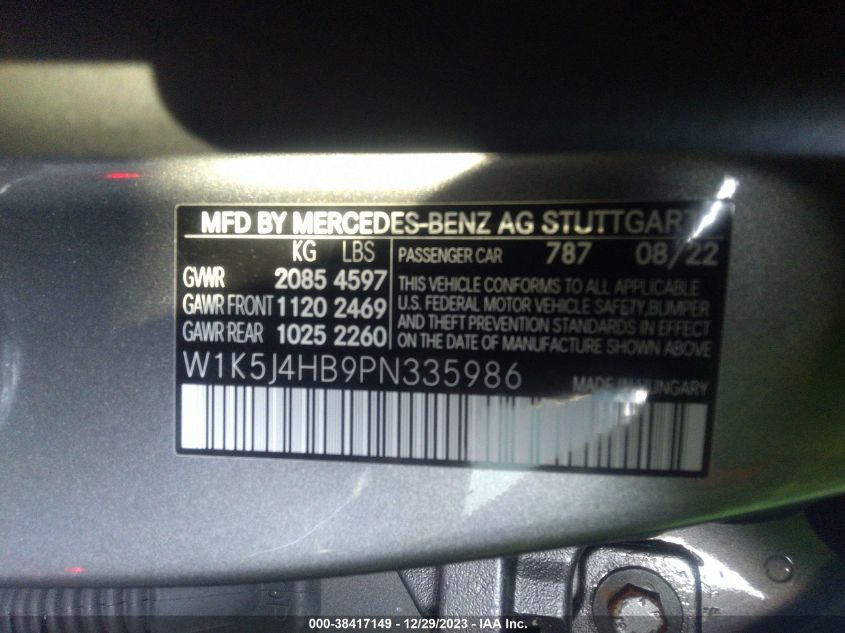 MFD BY MERCEDES-BENZ AG STUTTGART
KG LBS
GVWR 2085 4597
GAWR FRONT 1120 2469
GAWR REAR 1025 2260
PASSENGER CAR 787 08/22
THIS VEHICLE CONFORMS TO ALL APPLICABLE
U.S. FEDERAL MOTOR VEHICLE SAFETY, BUMPER
AND THEFT PREVENTION STANDARDS IN EFFECT
ON THE DATE OF MANUFACTURE SHOWN ABOVE.
W1K5J4HB9PN335986
MADE IN HUNGARY
000-38417149 - 12/29/2023 - IAA Inc.